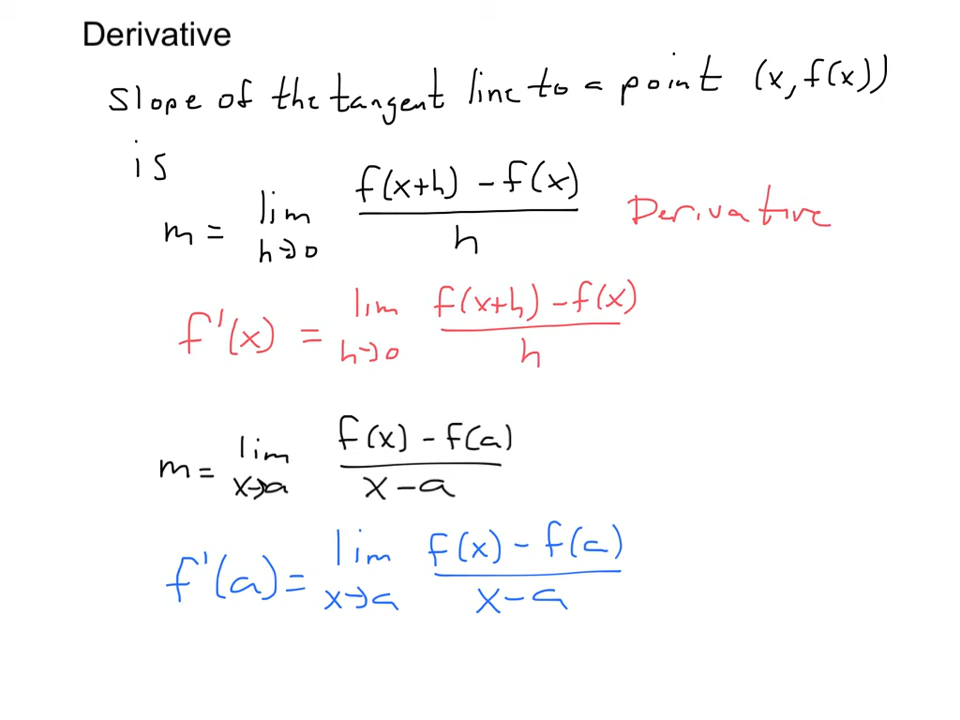 Derivative
slope of the tangent line to a point (x, f(x))
is
m = lim h→0 f(x+h) - f(x) / h Derivative
f'(x) = lim h→0 f(x+h) - f(x) / h
m = lim x→a f(x) - f(a) / x - a
f'(a) = lim x→a f(x) - f(a) / x - a